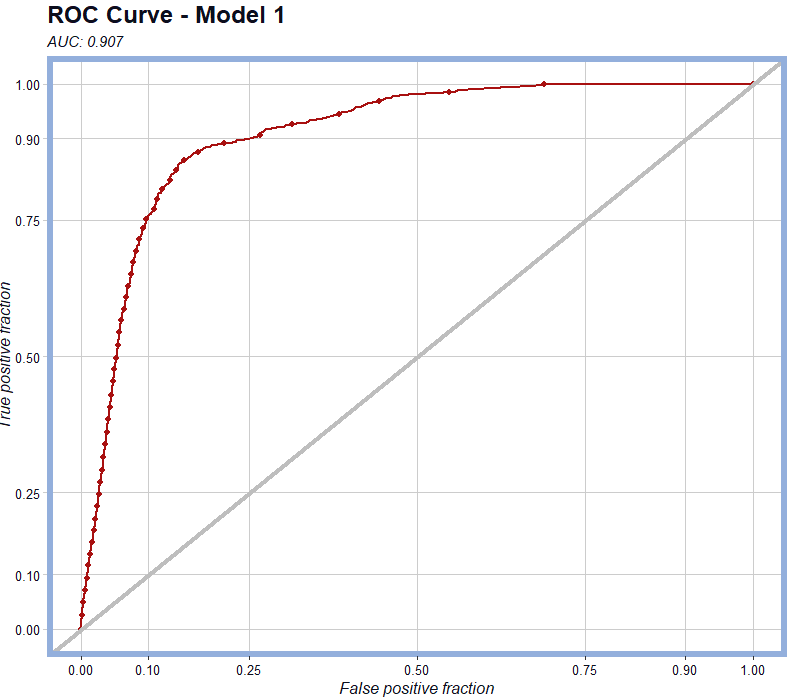 ROC Curve - Model 1
AUC: 0.907
1.00
0.90
0.75
0.50
0.25
0.10
0.00
True positive fraction
0.00 0.10 0.25 0.50 0.75 0.90 1.00
False positive fraction